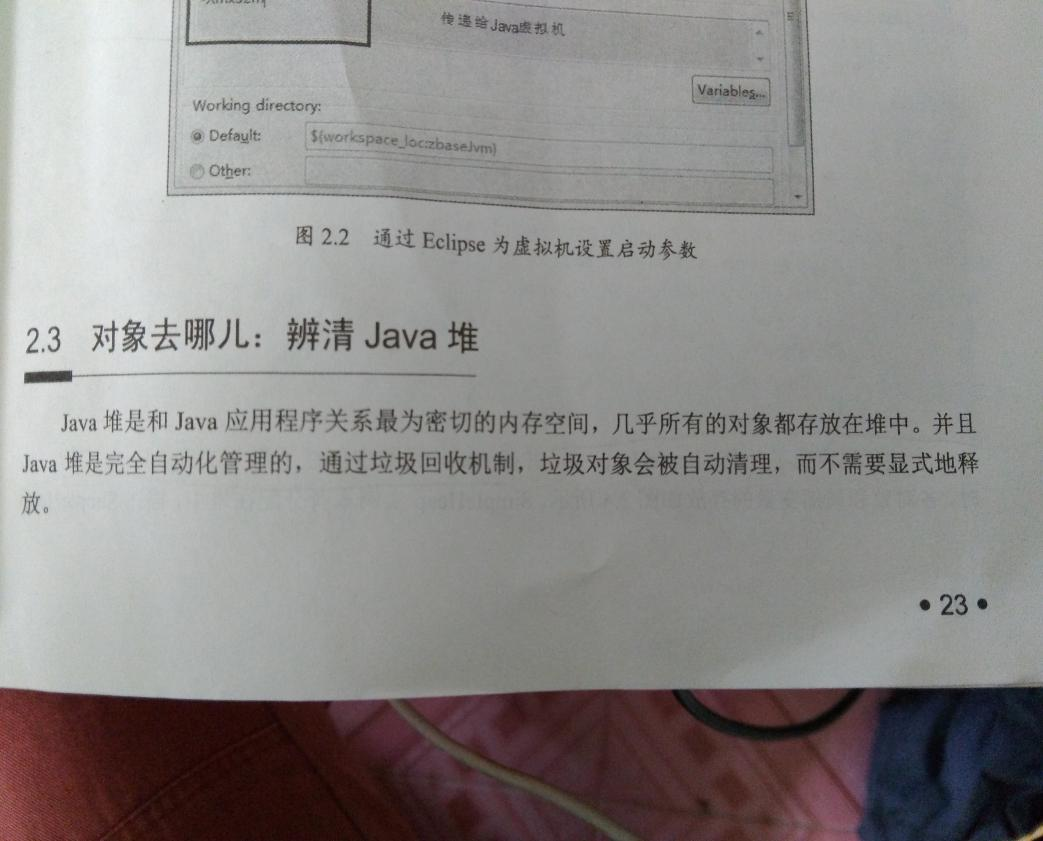 传递给Java虚拟机
Variables...
Working directory:
Default:
${workspace_loc:zbaseJvm}
Other:
图 2.2 通过 Eclipse 为虚拟机设置启动参数
2.3 对象去哪儿：辨清 Java 堆
Java 堆是和 Java 应用程序关系最为密切的内存空间，几乎所有的对象都存放在堆中。并且
Java 堆是完全自动化管理的，通过垃圾回收机制，垃圾对象会被自动清理，而不需要显式地释
放。
• 23 •